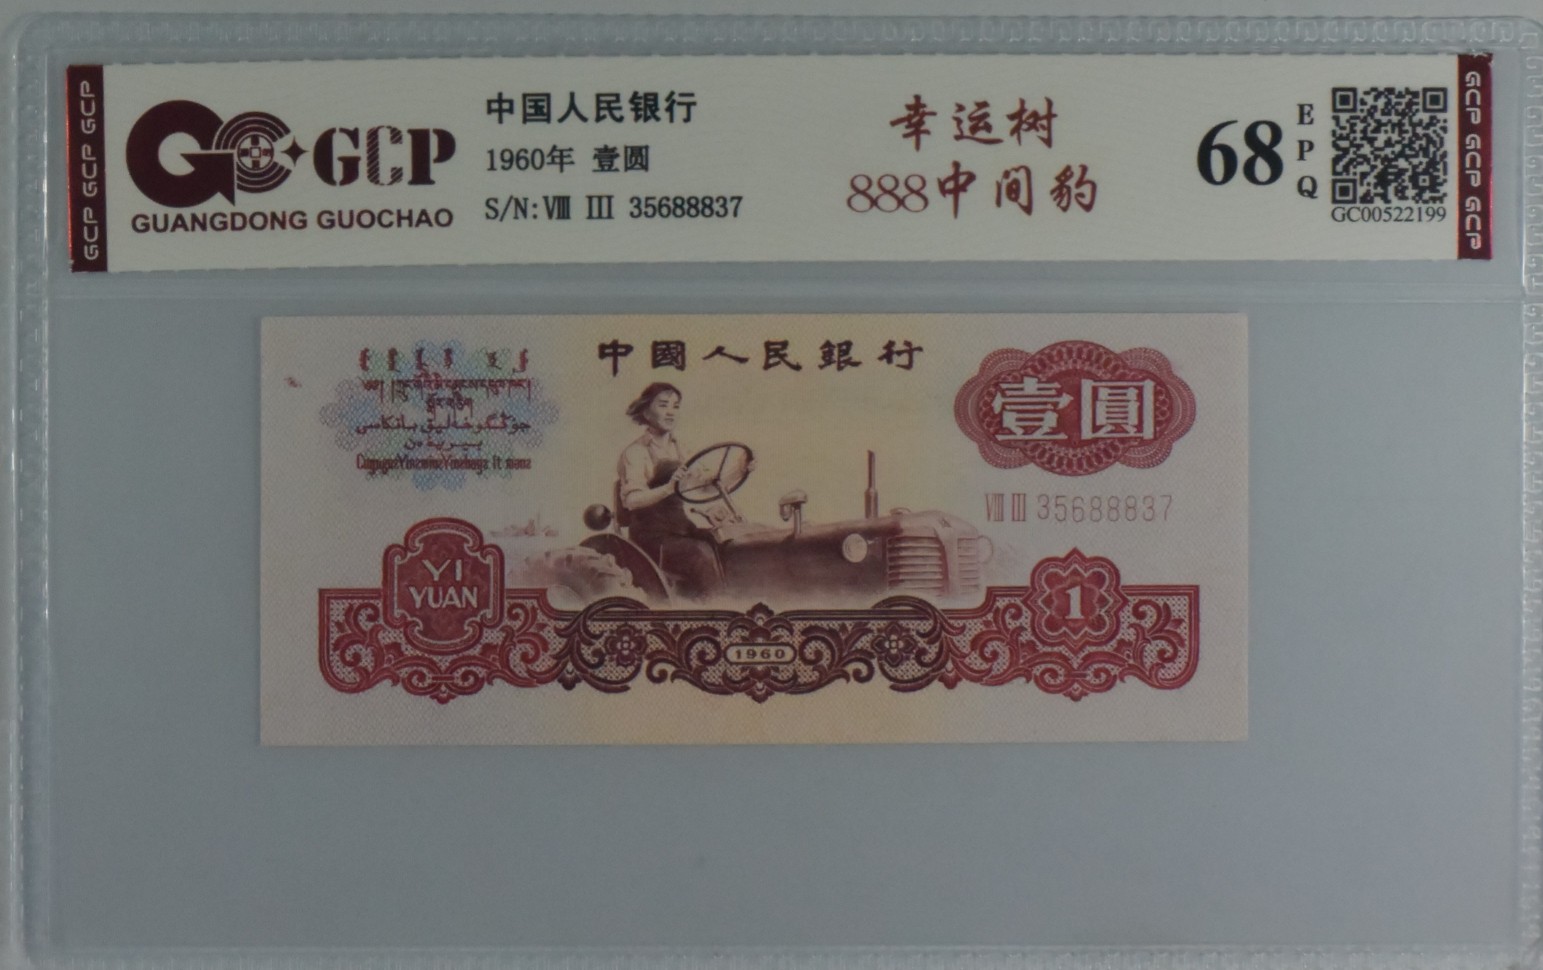 GCP GCP GCP
GCP
GUANGDONG GUOCHAO
中国人民银行
1960年 壹圆
S/N: Ⅷ III 35688837
幸运树
888中间豹
68
EPQ
GC00522199
GCP GCP GCP
中國人民銀行
壹圓
Ⅷ III 35688837
YI
YUAN
1
1960